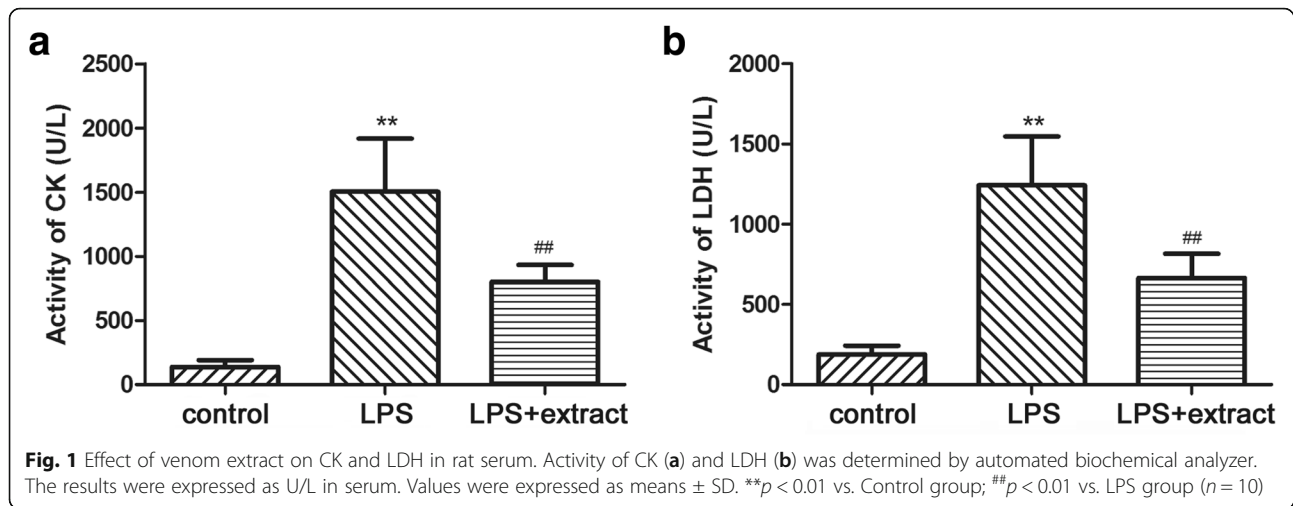 a
2500
2000
1500
1000
500
0
Activity of CK (U/L)
**
##
control LPS LPS+extract
b
2000
1500
1000
500
0
Activity of LDH (U/L)
**
##
control LPS LPS+extract
Fig. 1 Effect of venom extract on CK and LDH in rat serum. Activity of CK (a) and LDH (b) was determined by automated biochemical analyzer.
The results were expressed as U/L in serum. Values were expressed as means ± SD. **p < 0.01 vs. Control group; ##p < 0.01 vs. LPS group (n = 10)